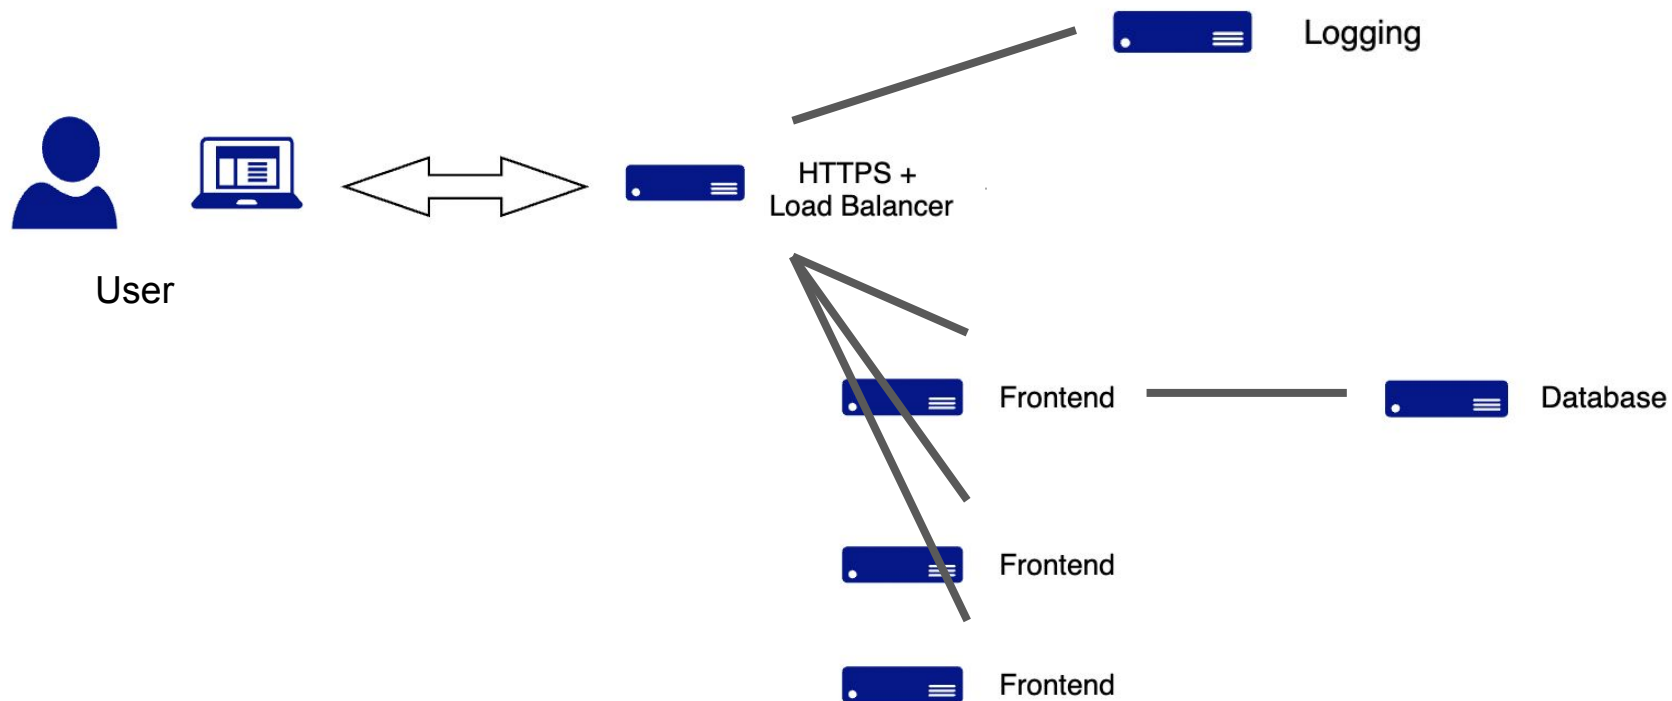 Logging
HTTPS +
Load Balancer
User
Frontend
Database
Frontend
Frontend